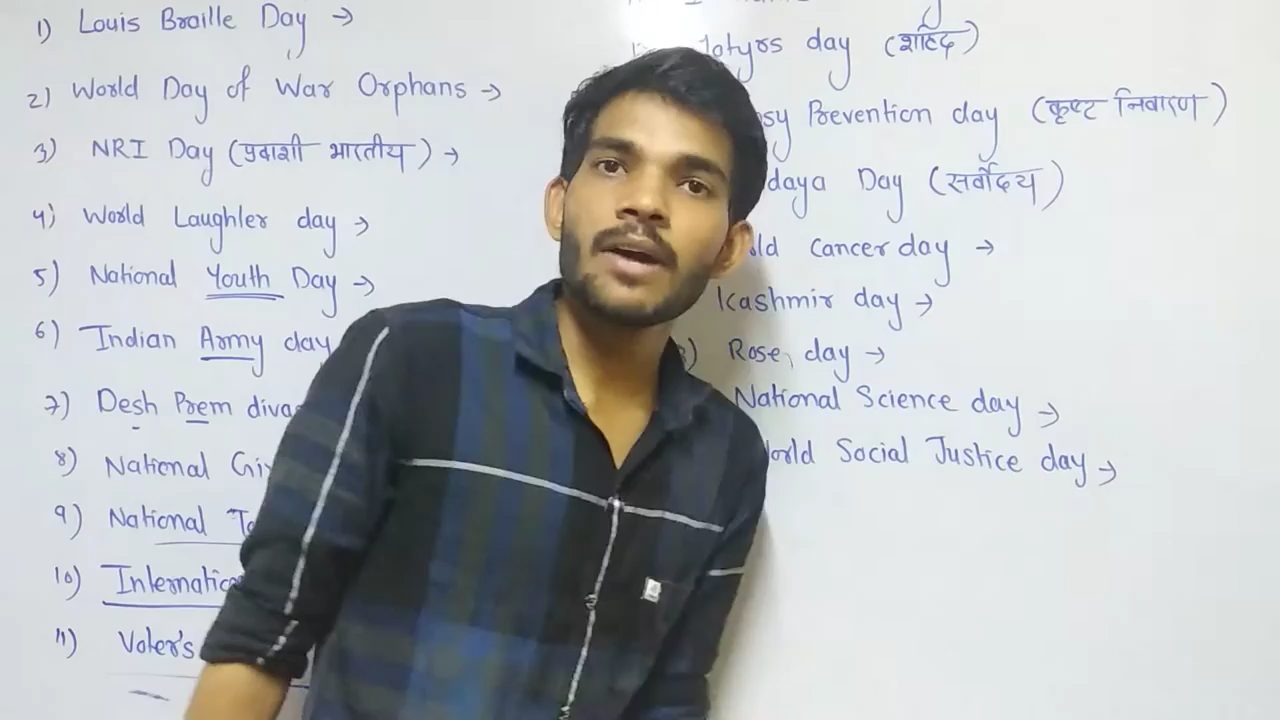 1) Louis Braille Day →
2) World Day of War Orphans →
3) NRI Day (प्रवाशी भारतीय) →
4) World Laughter day →
5) National Youth Day →
6) Indian Army day
7) Desh Prem
8) National
9) National
10)
11) Voter's
day (शहिद)
Prevention day (कृष्ट निवारण)
Day (सर्वोदय)
Cancer day →
Kashmir day →
Rose day →
National Science day →
Social Justice day →